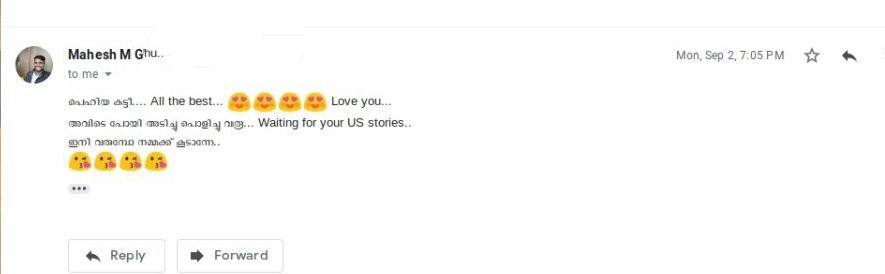 Mahesh M Ghu..
Mon, Sep 2, 7:05 PM
to me
പെഹിയ കുട്ടീ.... All the best... 😍😍😍😍 Love you...
അവിടെ പോയി അടിച്ചു പൊളിച്ചു വരൂ... Waiting for your US stories..
ഇനി വരുമ്പോ നമ്മക്ക് കൂടാന്നേ..
😘😘😘😘
•••
Reply
Forward